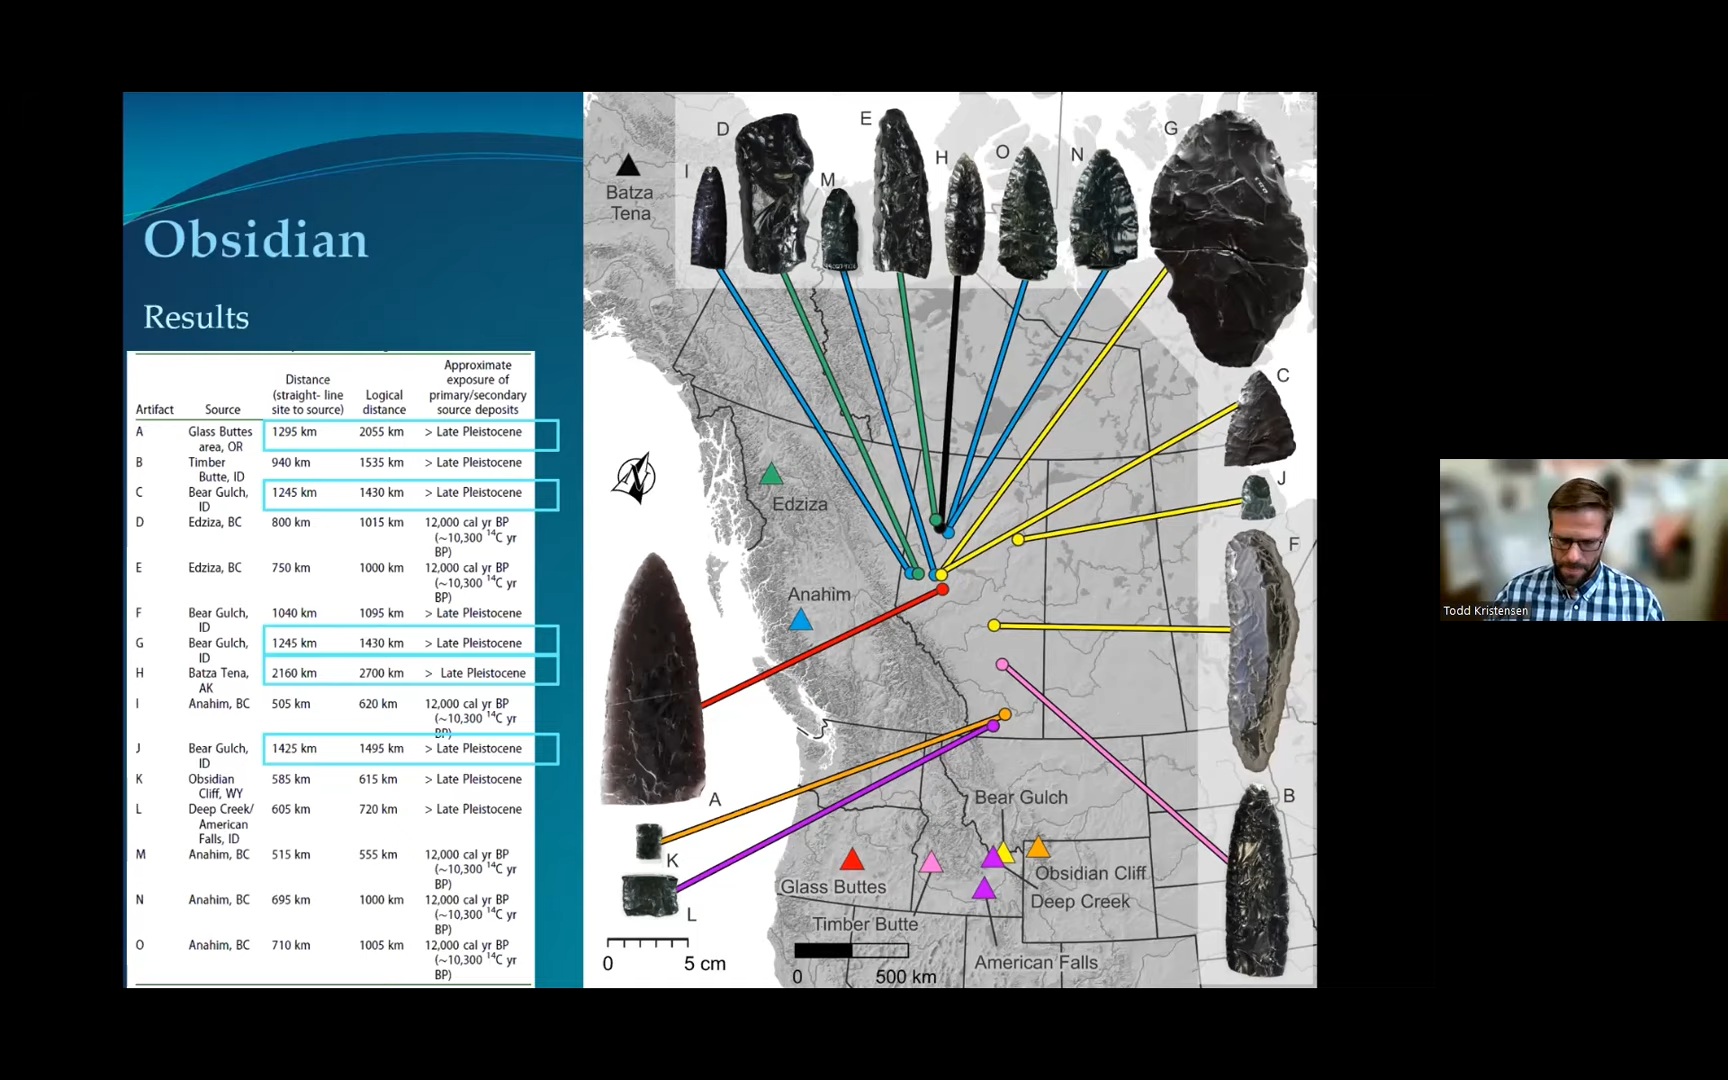 Obsidian
Results
Artifact Source Distance (straight- line site to source) Logical distance Approximate exposure of primary/secondary source deposits
A Glass Buttes area, OR 1295 km 2055 km > Late Pleistocene
B Timber Butte, ID 940 km 1535 km > Late Pleistocene
C Bear Gulch, ID 1245 km 1430 km > Late Pleistocene
D Edziza, BC 800 km 1015 km 12,000 cal yr BP (~10,300 14C yr BP)
E Edziza, BC 750 km 1000 km 12,000 cal yr BP (~10,300 14C yr BP)
F Bear Gulch, ID 1040 km 1095 km > Late Pleistocene
G Bear Gulch, ID 1245 km 1430 km > Late Pleistocene
H Batza Tena, AK 2160 km 2700 km > Late Pleistocene
I Anahim, BC 505 km 620 km 12,000 cal yr BP (~10,300 14C yr BP)
J Bear Gulch, ID 1425 km 1495 km > Late Pleistocene
K Obsidian Cliff, WY 585 km 615 km > Late Pleistocene
L Deep Creek/ American Falls, ID 605 km 720 km > Late Pleistocene
M Anahim, BC 515 km 555 km 12,000 cal yr BP (~10,300 14C yr BP)
N Anahim, BC 695 km 1000 km 12,000 cal yr BP (~10,300 14C yr BP)
O Anahim, BC 710 km 1005 km 12,000 cal yr BP (~10,300 14C yr BP)
Batza
Tena
I
D
M
E
H
O
N
G
C
J
F
B
Edziza
Anahim
N
A
K
L
Bear Gulch
Obsidian Cliff
Deep Creek
Glass Buttes
Timber Butte
American Falls
0 5 cm
0 500 km
Todd Kristensen